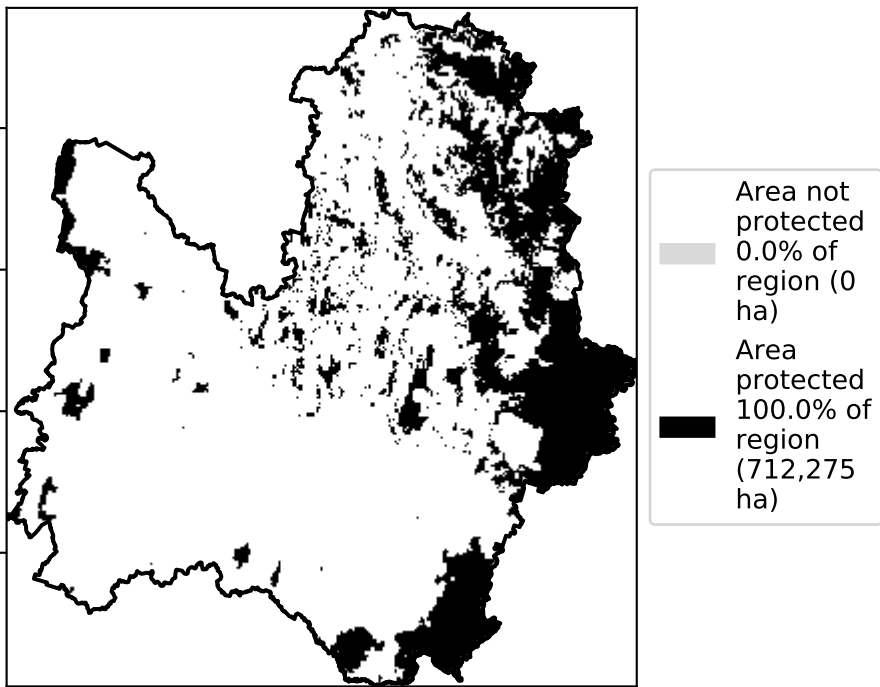 Area not
protected
0.0% of
region (0
ha)
Area
protected
100.0% of
region
(712,275
ha)